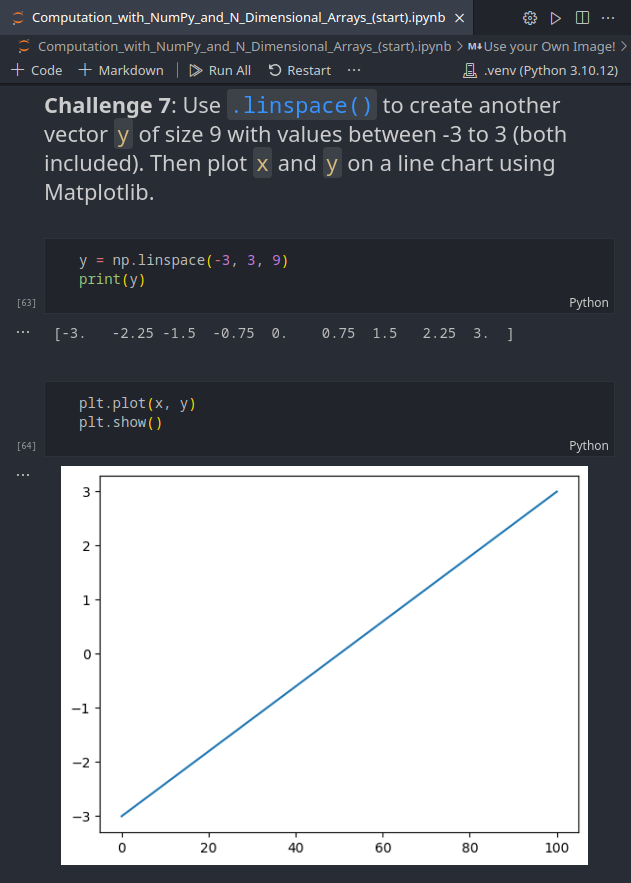 Computation_with_NumPy_and_N_Dimensional_Arrays_(start).ipynb ×
Computation_with_NumPy_and_N_Dimensional_Arrays_(start).ipynb > M↓Use your Own Image! >
+ Code + Markdown | Run All Restart ··· .venv (Python 3.10.12)
Challenge 7: Use .linspace() to create another
vector y of size 9 with values between -3 to 3 (both
included). Then plot x and y on a line chart using
Matplotlib.
y = np.linspace(-3, 3, 9)
print(y)
[63]
Python
··· [-3. -2.25 -1.5 -0.75 0. 0.75 1.5 2.25 3. ]
plt.plot(x, y)
plt.show()
[64]
Python
···
3
2
1
0
−1
−2
−3
0 20 40 60 80 100